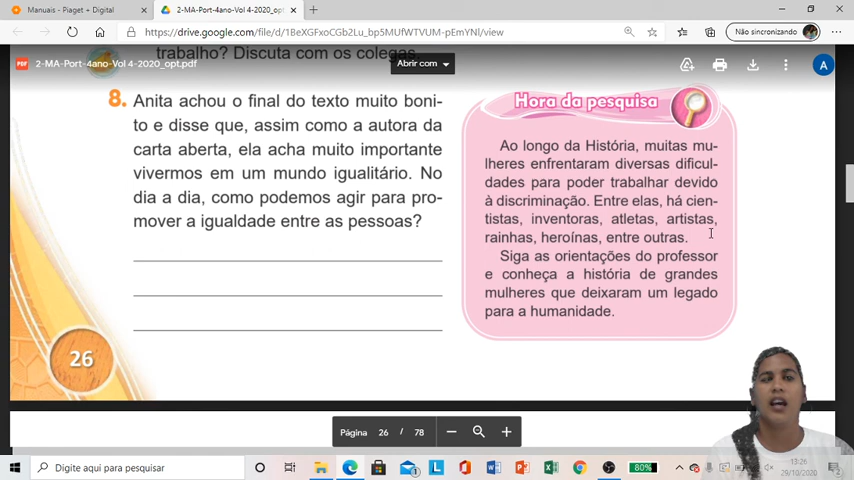 Manuais - Piaget + Digital
2-MA-Port-4ano-Vol 4-2020_opt
https://drive.google.com/file/d/1BeXGFxoCGb2Lu_bp5MUfWTVUM-pEmYNl/view
Não sincronizando
trabalho? Discuta com os colegas.
2-MA-Port-4ano-Vol 4-2020_opt.pdf
Abrir com
A
8. Anita achou o final do texto muito boni-
to e disse que, assim como a autora da
carta aberta, ela acha muito importante
vivermos em um mundo igualitário. No
dia a dia, como podemos agir para pro-
mover a igualdade entre as pessoas?
Hora da pesquisa
Ao longo da História, muitas mu-
lheres enfrentaram diversas dificul-
dades para poder trabalhar devido
à discriminação. Entre elas, há cien-
tistas, inventoras, atletas, artistas,
rainhas, heroínas, entre outras.
Siga as orientações do professor
e conheça a história de grandes
mulheres que deixaram um legado
para a humanidade.
26
Página 26 / 78
Digite aqui para pesquisar
80%
13:26
29/10/2020